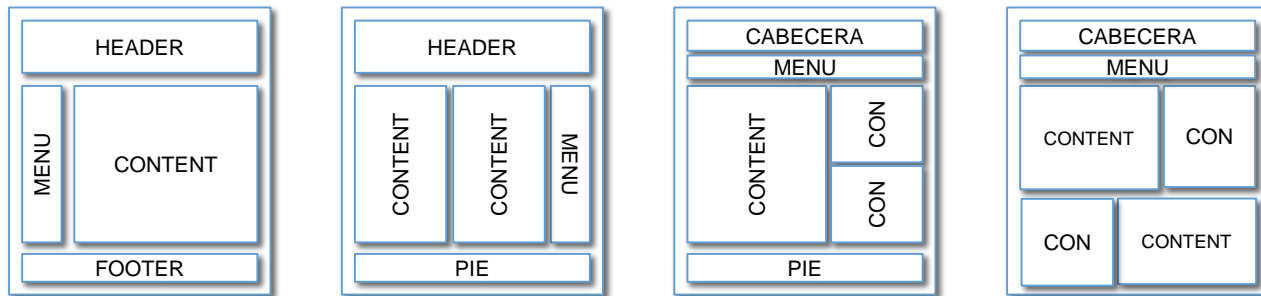 HEADER
MENU
CONTENT
FOOTER
HEADER
CONTENT
CONTENT
MENU
PIE
CABECERA
MENU
CONTENT
CON
CON
PIE
CABECERA
MENU
CONTENT
CON
CON
CONTENT